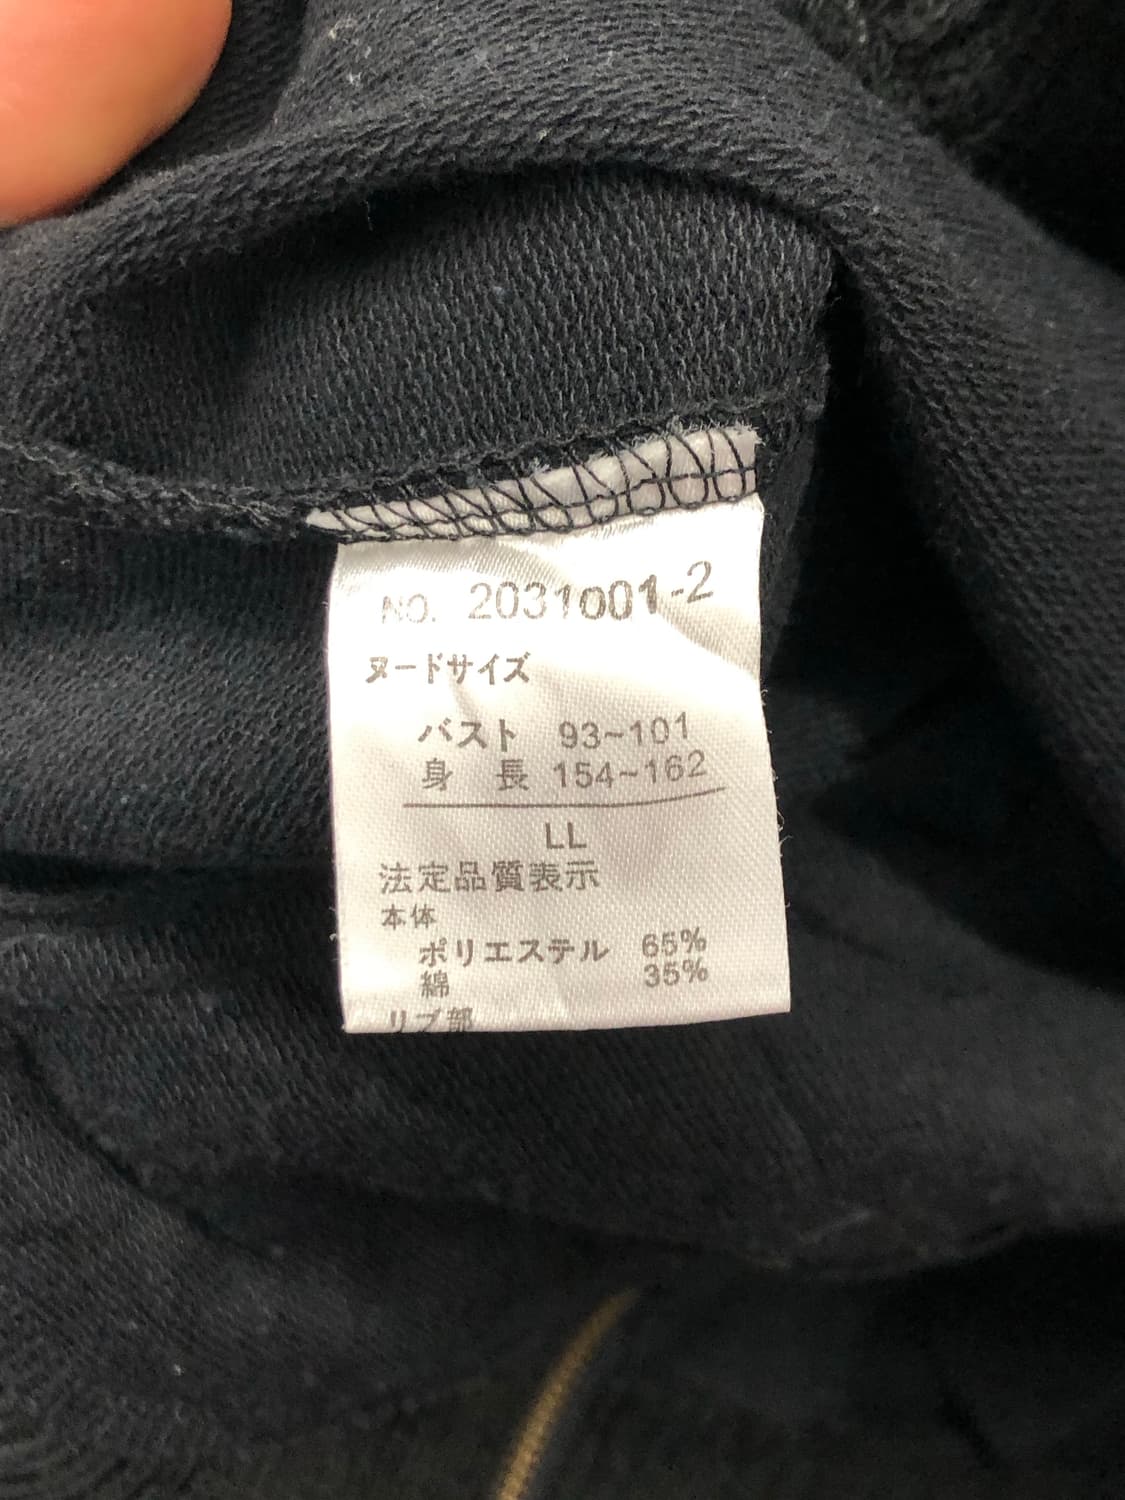 NO. 2031001-2
ヌードサイズ
バスト 93~101
身 長 154~162
LL
法定品質表示
本体
ポリエステル 65%
綿 35%
リブ部